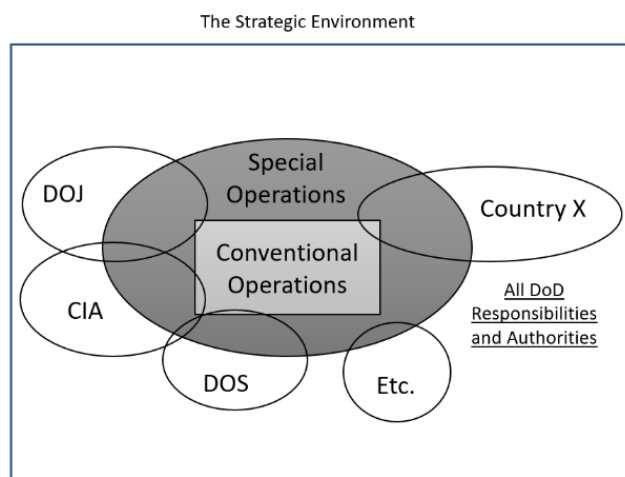 The Strategic Environment
Special
Operations
DOJ
Country X
Conventional
Operations
CIA
All DoD
Responsibilities
and Authorities
DOS
Etc.